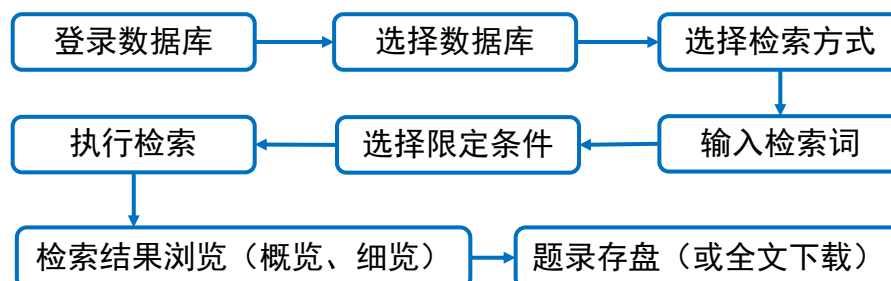 登录数据库
选择数据库
选择检索方式
输入检索词
选择限定条件
执行检索
检索结果浏览（概览、细览）
题录存盘（或全文下载）